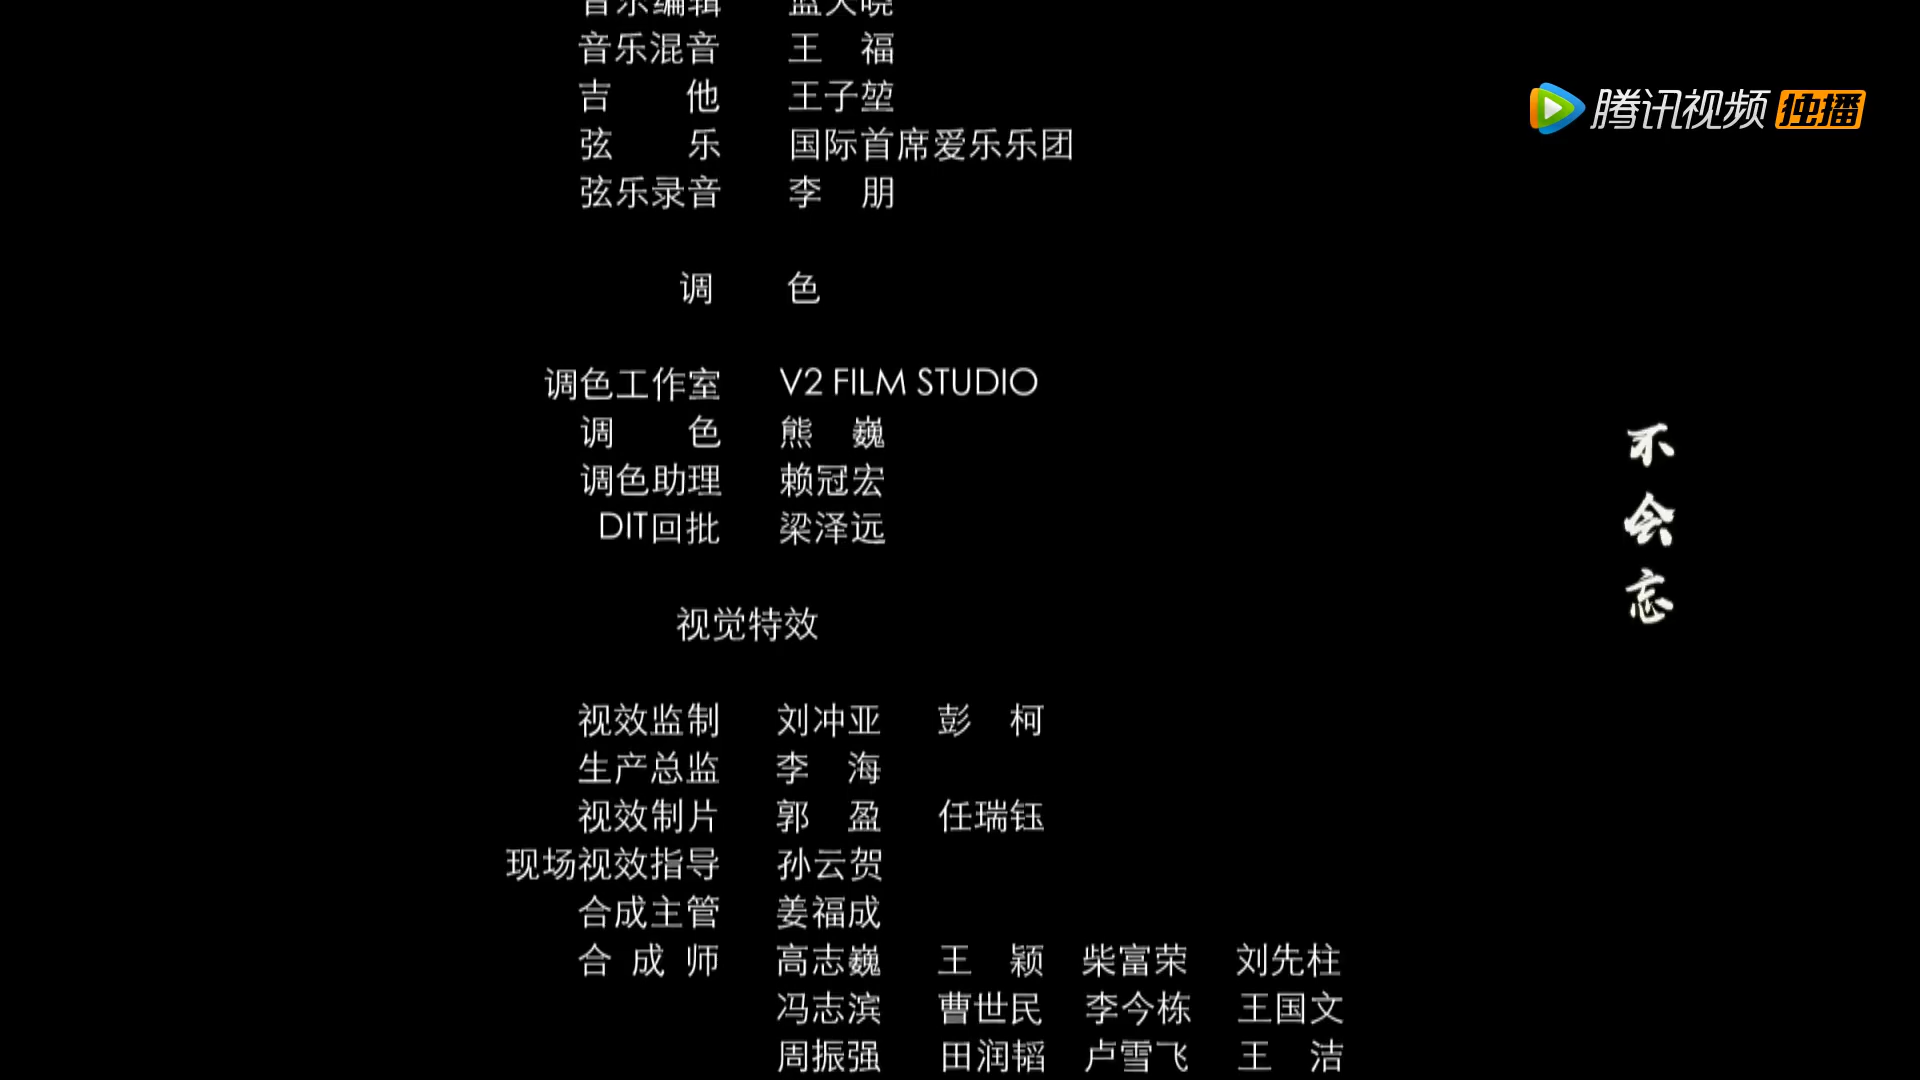 音乐编辑 蓝天晓
音乐混音 王 福
吉 他 王子堃
弦 乐 国际首席爱乐乐团
弦乐录音 李 朋
腾讯视频 独播
调 色
调色工作室 V2 FILM STUDIO
调 色 熊 巍
调色助理 赖冠宏
DIT回批 梁泽远
不会忘
视觉特效
视效监制 刘冲亚 彭 柯
生产总监 李 海
视效制片 郭 盈 任瑞钰
现场视效指导 孙云贺
合成主管 姜福成
合 成 师 高志巍 王 颖 柴富荣 刘先柱
冯志滨 曹世民 李今栋 王国文
周振强 田润韬 卢雪飞 王 洁